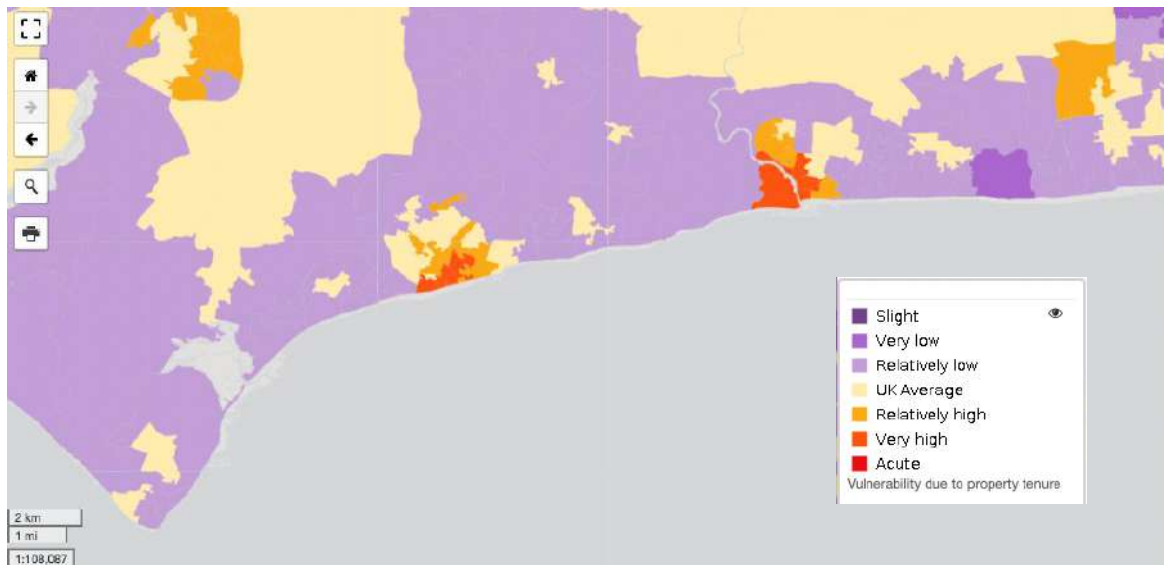 Slight
Very low
Relatively low
UK Average
Relatively high
Very high
Acute
Vulnerability due to property tenure
2 km
1 mi
1:108,087